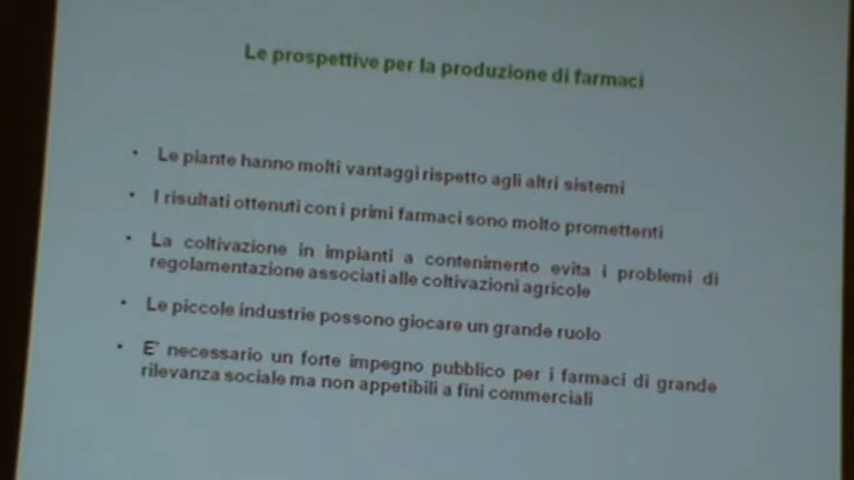 Le prospettive per la produzione di farmaci
• Le piante hanno molti vantaggi rispetto agli altri sistemi
• I risultati ottenuti con i primi farmaci sono molto promettenti
• La coltivazione in impianti a contenimento evita i problemi di
regolamentazione associati alle coltivazioni agricole
• Le piccole industrie possono giocare un grande ruolo
• E' necessario un forte impegno pubblico per i farmaci di grande
rilevanza sociale ma non appetibili a fini commerciali